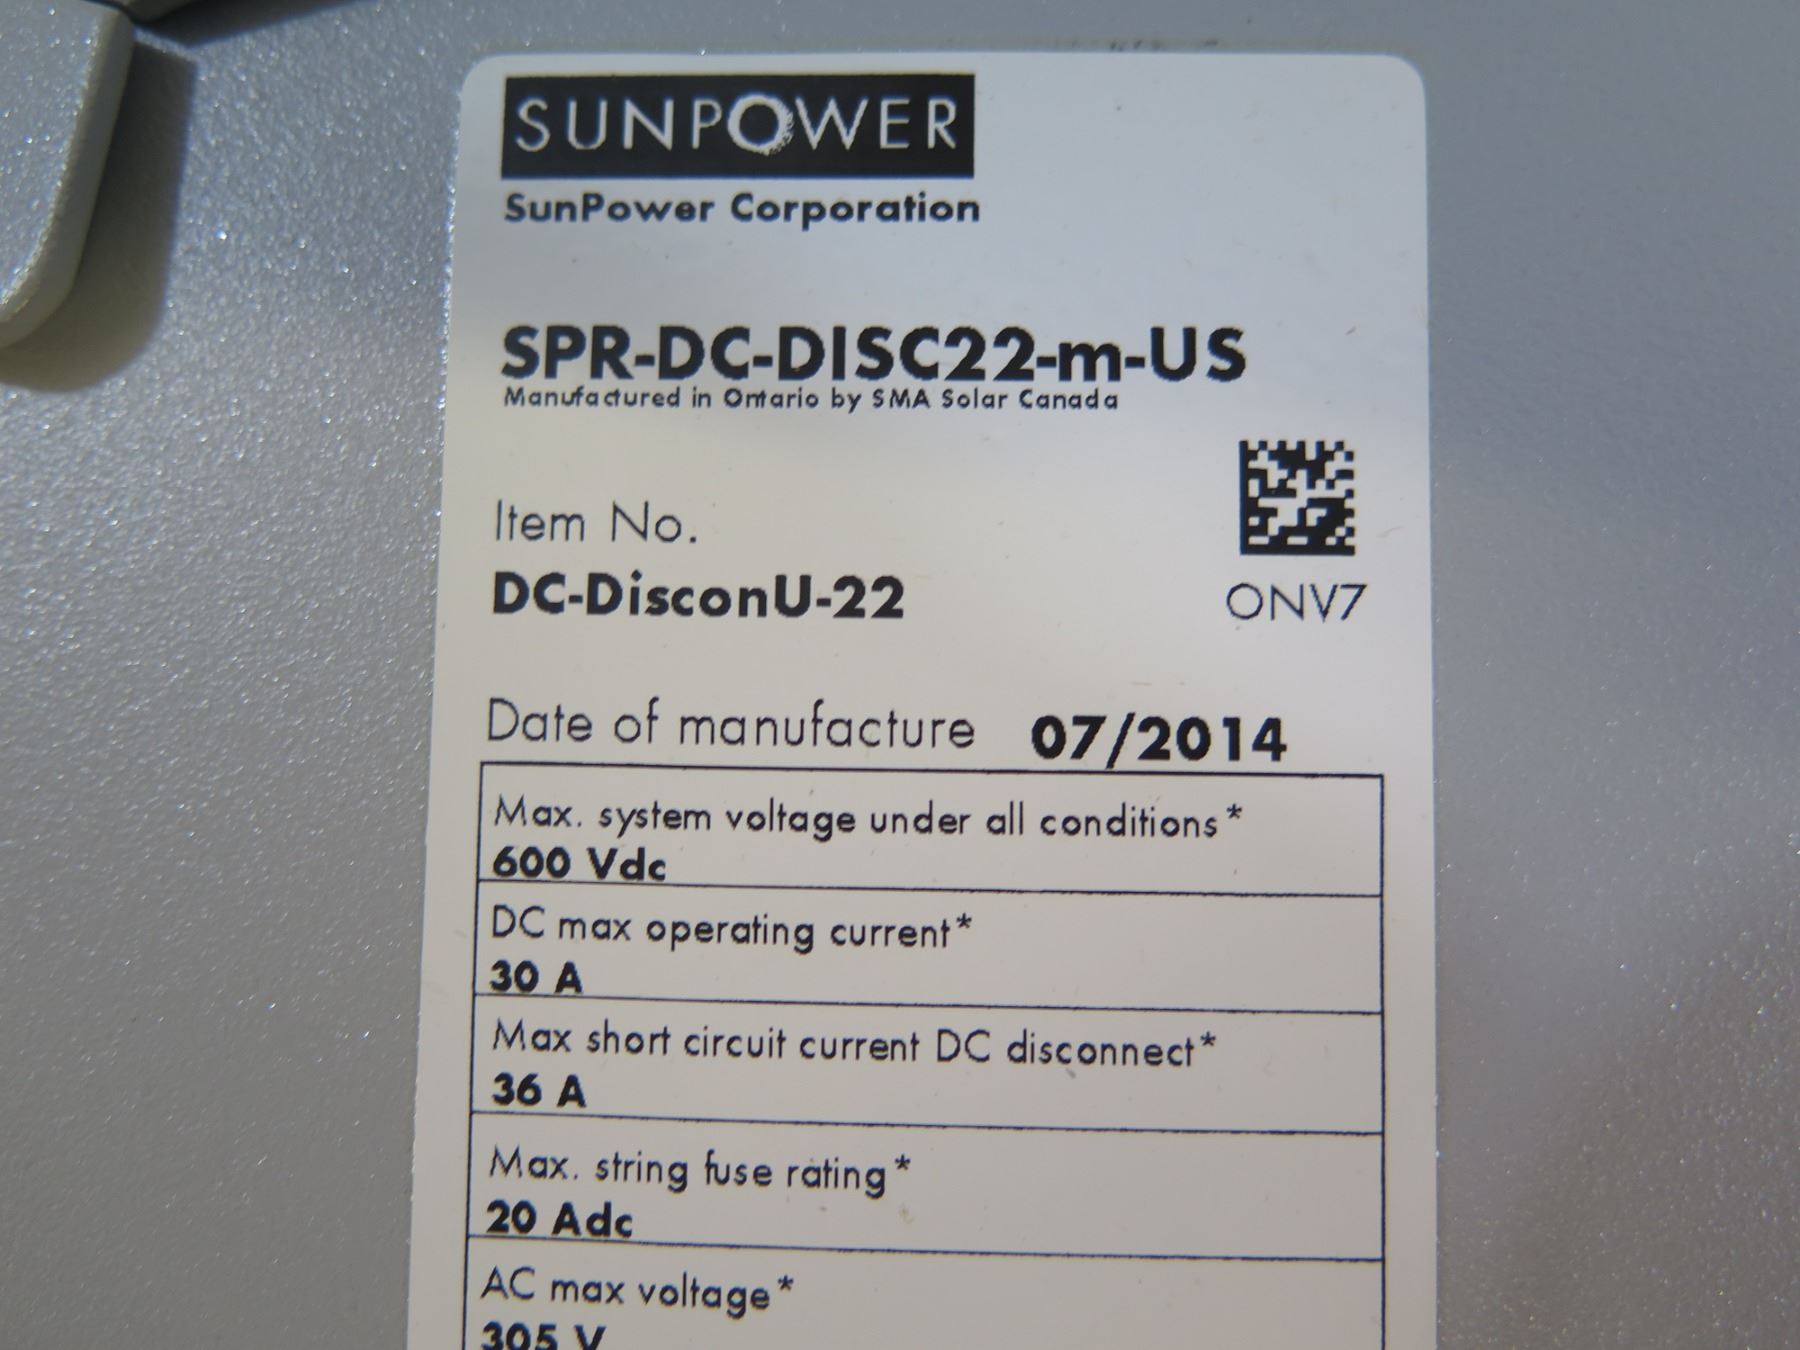 SUNPOWER
SunPower Corporation
SPR-DC-DISC22-m-US
Manufactured in Ontario by SMA Solar Canada
Item No.
DC-DisconU-22
ONV7
Date of manufacture 07/2014
Max. system voltage under all conditions*
600 Vdc
DC max operating current*
30 A
Max short circuit current DC disconnect*
36 A
Max. string fuse rating*
20 Adc
AC max voltage*
305 V